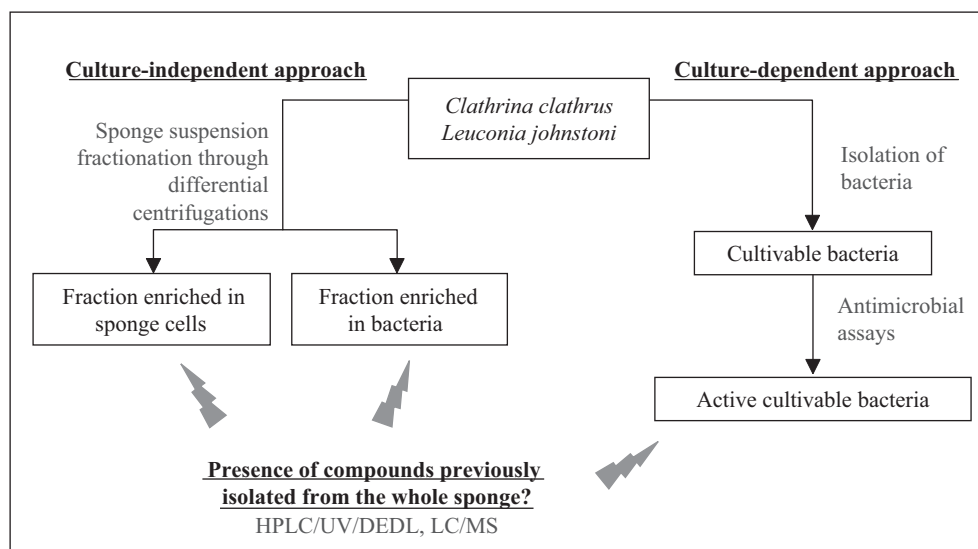 Culture-independent approach
Culture-dependent approach
Clathrina clathrus
Leuconia johnstoni
Sponge suspension
fractionation through
differential
centrifugations
Isolation of
bacteria
Cultivable bacteria
Fraction enriched in
sponge cells
Fraction enriched
in bacteria
Antimicrobial
assays
Active cultivable bacteria
Presence of compounds previously
isolated from the whole sponge?
HPLC/UV/DEDL, LC/MS